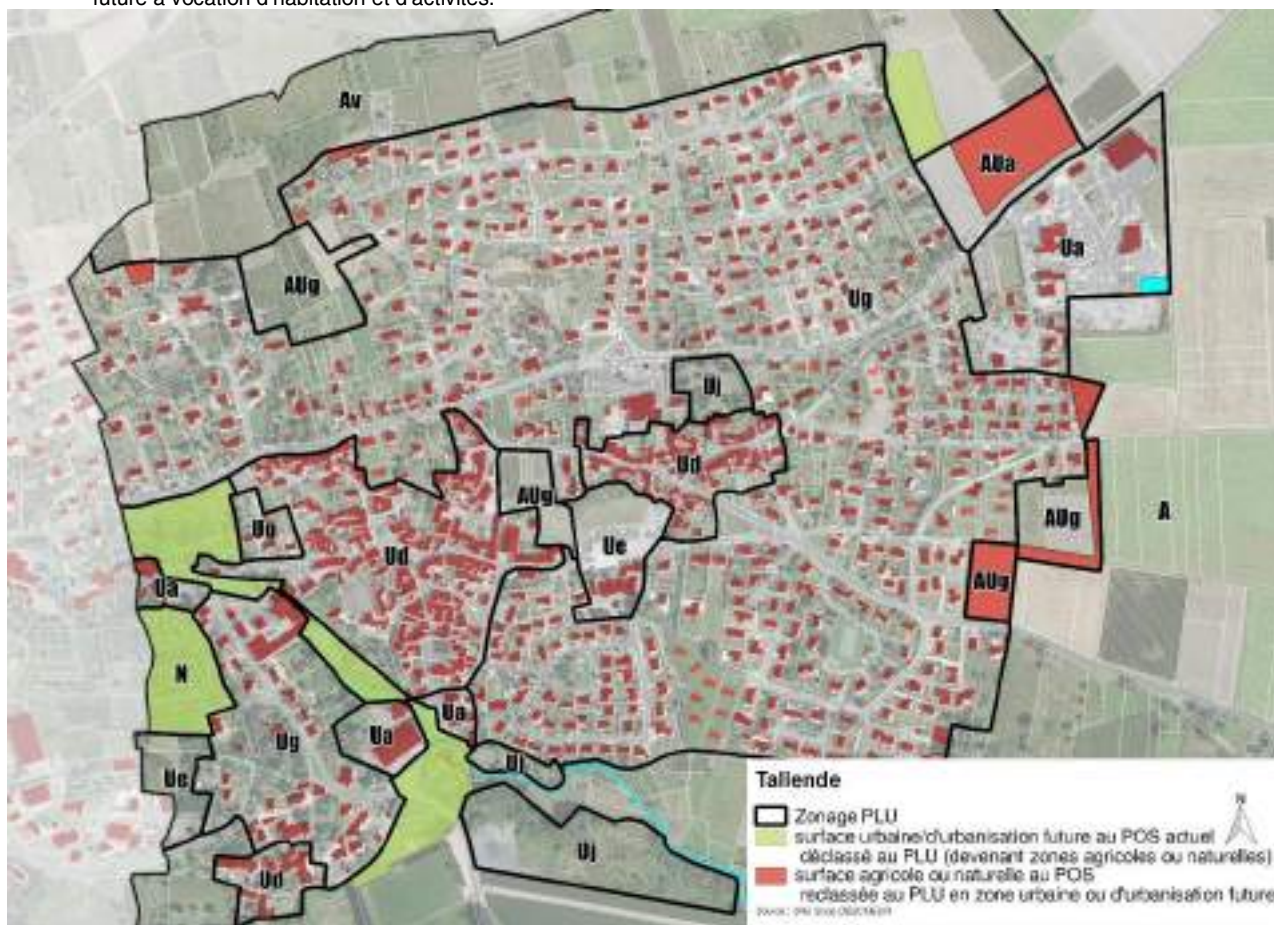 future à vocation d'habitation et d'activités.
Av
AUa
Ua
AUg
Ug
Uj
Ud
AUg
Ud
Ue
AUg
A
AUg
Ua
N
Ua
Ua
Ug
Uj
Ue
Uj
Ud
Tallende
N
Zonage PLU
surface urbaine/d'urbanisation future au POS actuel
déclassé au PLU (devenant zones agricoles ou naturelles)
surface agricole ou naturelle au POS
reclassée au PLU en zone urbaine ou d'urbanisation future